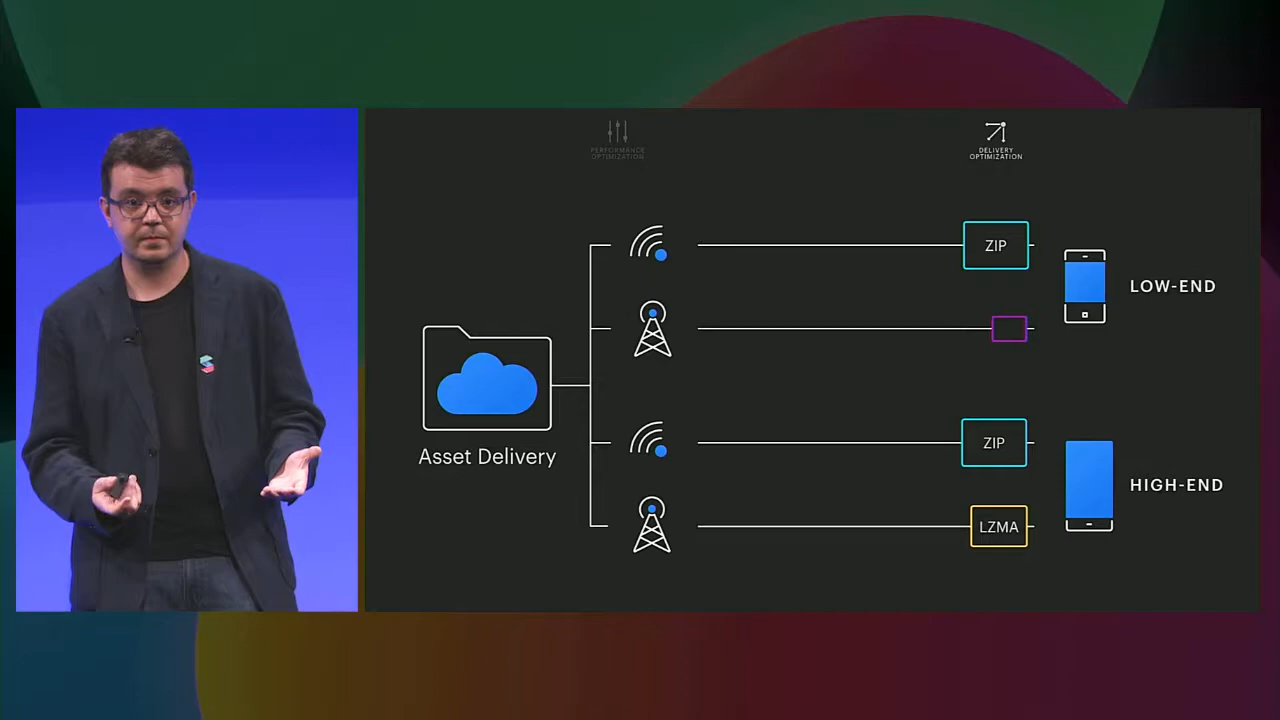 PERFORMANCE
OPTIMIZATION
DELIVERY
OPTIMIZATION
ZIP
LOW-END
Asset Delivery
ZIP
HIGH-END
LZMA